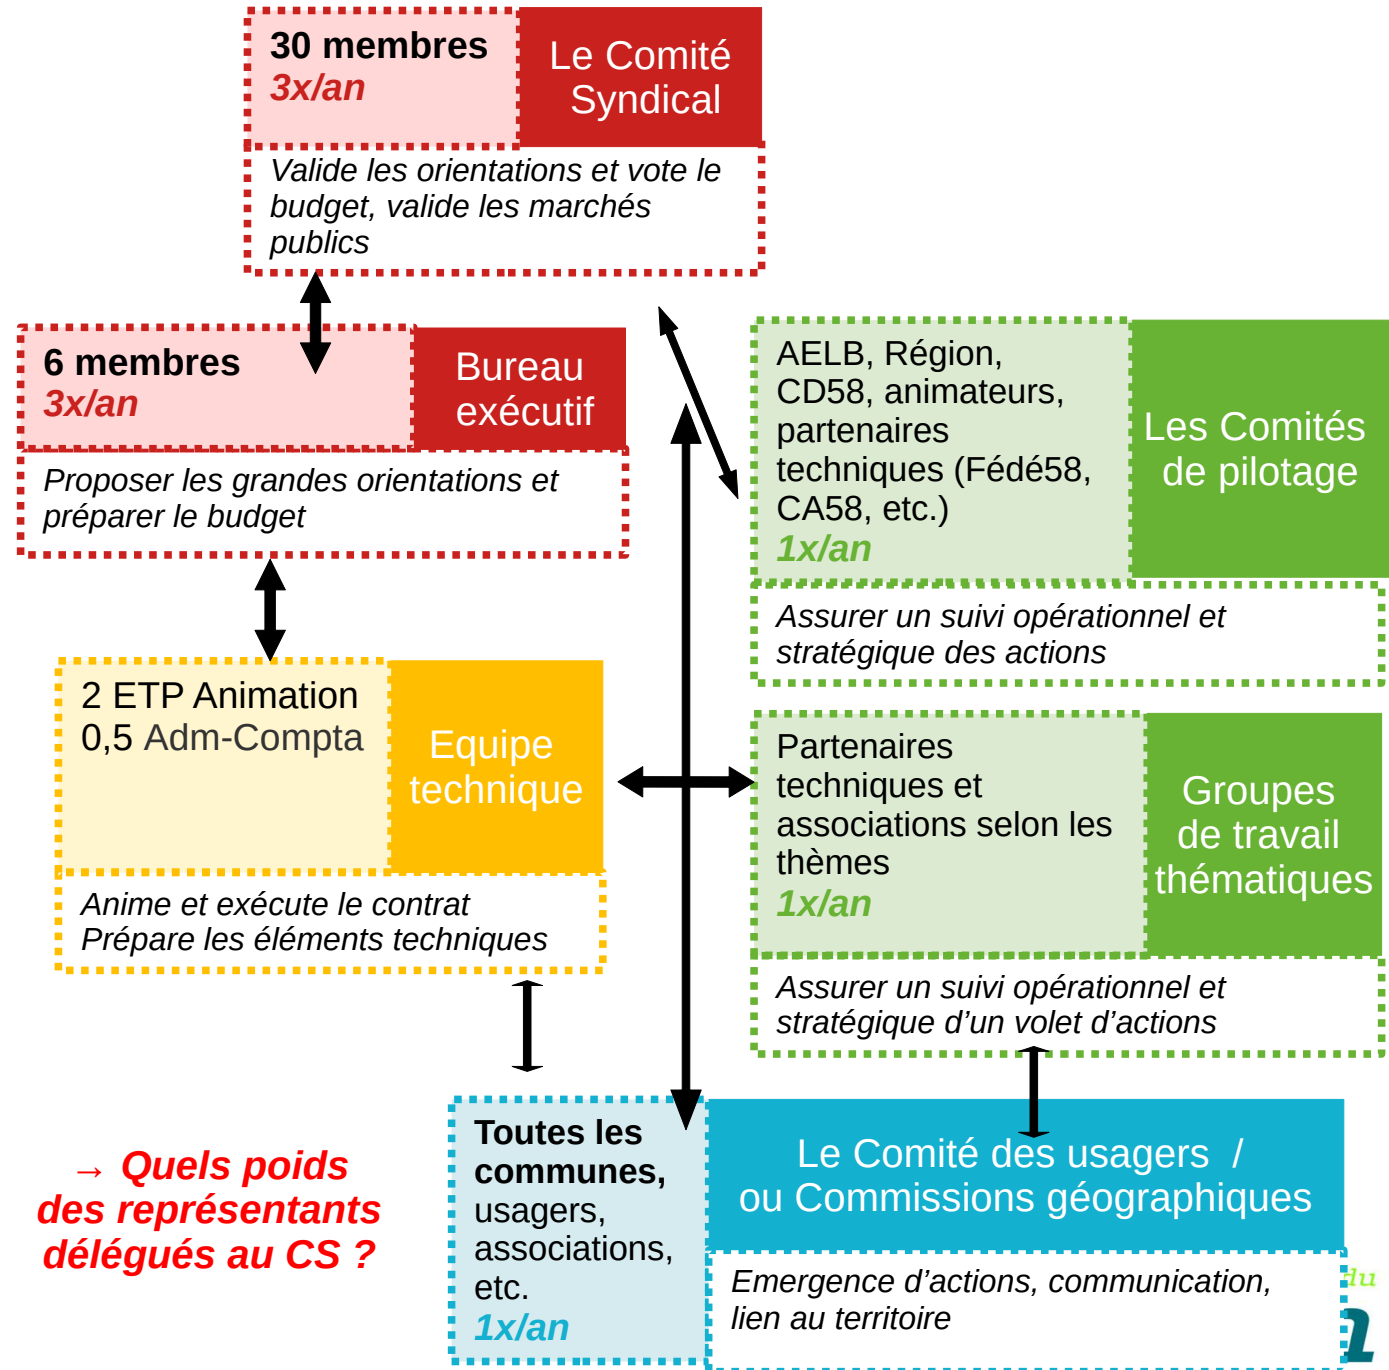 30 membres
3x/an
Le Comité
Syndical
Valide les orientations et vote le
budget, valide les marchés
publics
6 membres
3x/an
Bureau
exécutif
Proposer les grandes orientations et
préparer le budget
AELB, Région,
CD58, animateurs,
partenaires
techniques (Fédé58,
CA58, etc.)
1x/an
Les Comités
de pilotage
Assurer un suivi opérationnel et
stratégique des actions
2 ETP Animation
0,5 Adm-Compta
Equipe
technique
Anime et exécute le contrat
Prépare les éléments techniques
Partenaires
techniques et
associations selon les
thèmes
1x/an
Groupes
de travail
thématiques
Assurer un suivi opérationnel et
stratégique d’un volet d’actions
→ Quels poids
des représentants
délégués au CS ?
Toutes les
communes,
usagers,
associations,
etc.
1x/an
Le Comité des usagers /
ou Commissions géographiques
Emergence d’actions, communication,
lien au territoire
du